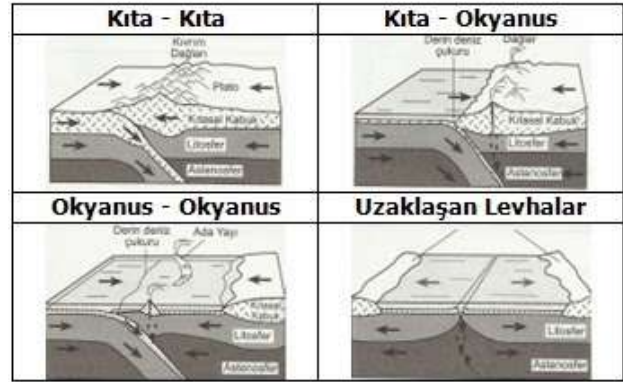 Kıta - Kıta
Kıvrım
Dağları
Plato
Kıtasal Kabuk
Litosfer
Astenosfer
Kıta - Okyanus
Derin deniz
çukuru
Dağlar
Kıtasal Kabuk
Litosfer
Astenosfer
Okyanus - Okyanus
Derin deniz
çukuru
Ada Yayı
Kıtasal
Kabuk
Litosfer
Astenosfer
Uzaklaşan Levhalar
Litosfer
Astenosfer